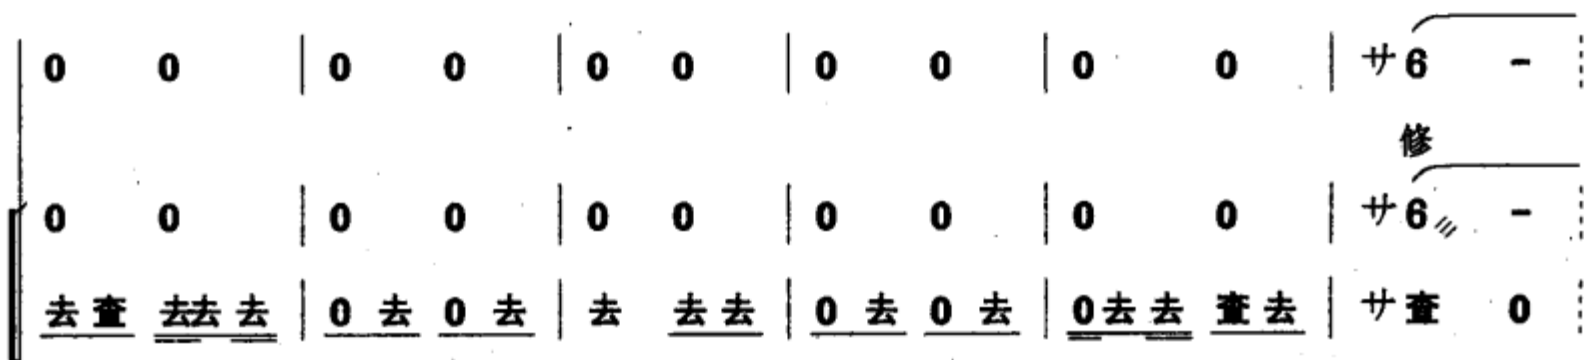 0 0 | 0 0 | 0 0 | 0 0 | 0 0 | サ6 -
修
0 0 | 0 0 | 0 0 | 0 0 | 0 0 | サ6 -
去 查 去去 去 | 0 去 0 去 | 去 去 去 | 0 去 0 去 | 0 去 去 查 去 | サ 查 0